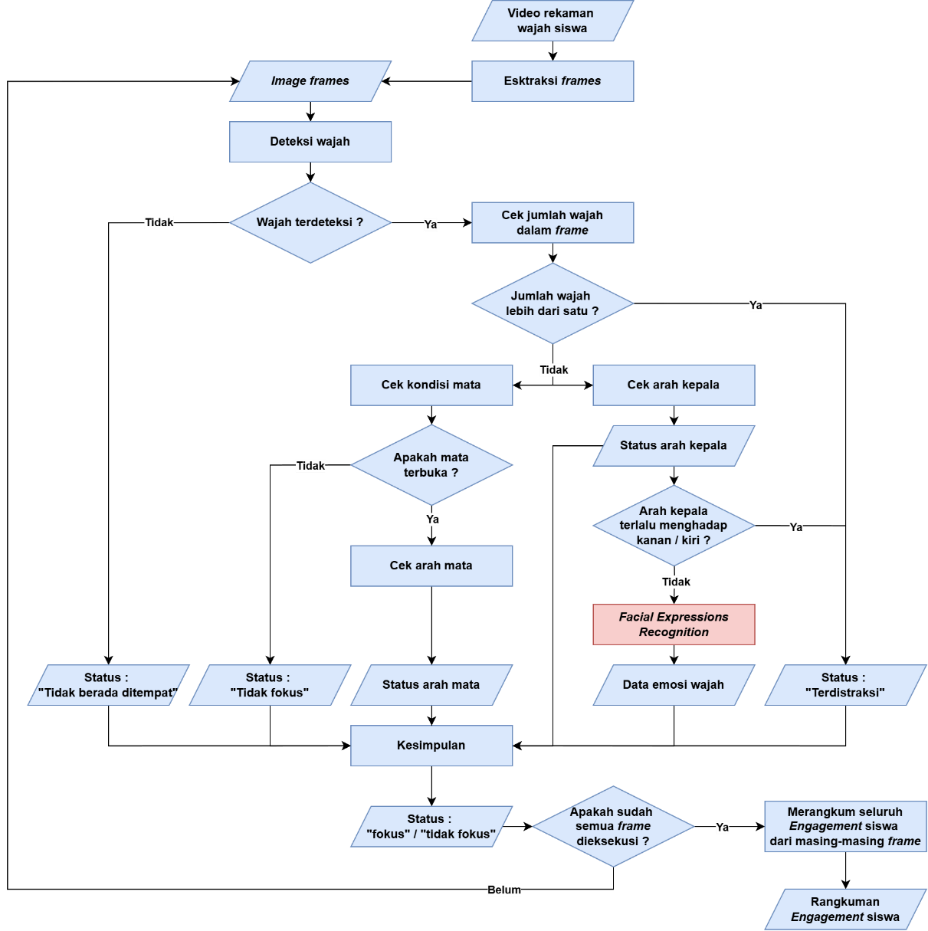 Video rekaman
wajah siswa
Image frames
Esktraksi frames
Deteksi wajah
Wajah terdeteksi ?
Tidak
Ya
Cek jumlah wajah
dalam frame
Jumlah wajah
lebih dari satu ?
Ya
Tidak
Cek kondisi mata
Cek arah kepala
Status arah kepala
Apakah mata
terbuka ?
Tidak
Ya
Arah kepala
terlalu menghadap
kanan / kiri ?
Ya
Tidak
Cek arah mata
Facial Expressions
Recognition
Status :
"Tidak berada ditempat"
Status :
"Tidak fokus"
Status arah mata
Data emosi wajah
Status :
"Terdistraksi"
Kesimpulan
Status :
"fokus" / "tidak fokus"
Apakah sudah
semua frame
dieksekusi ?
Ya
Merangkum seluruh
Engagement siswa
dari masing-masing frame
Belum
Rangkuman
Engagement siswa